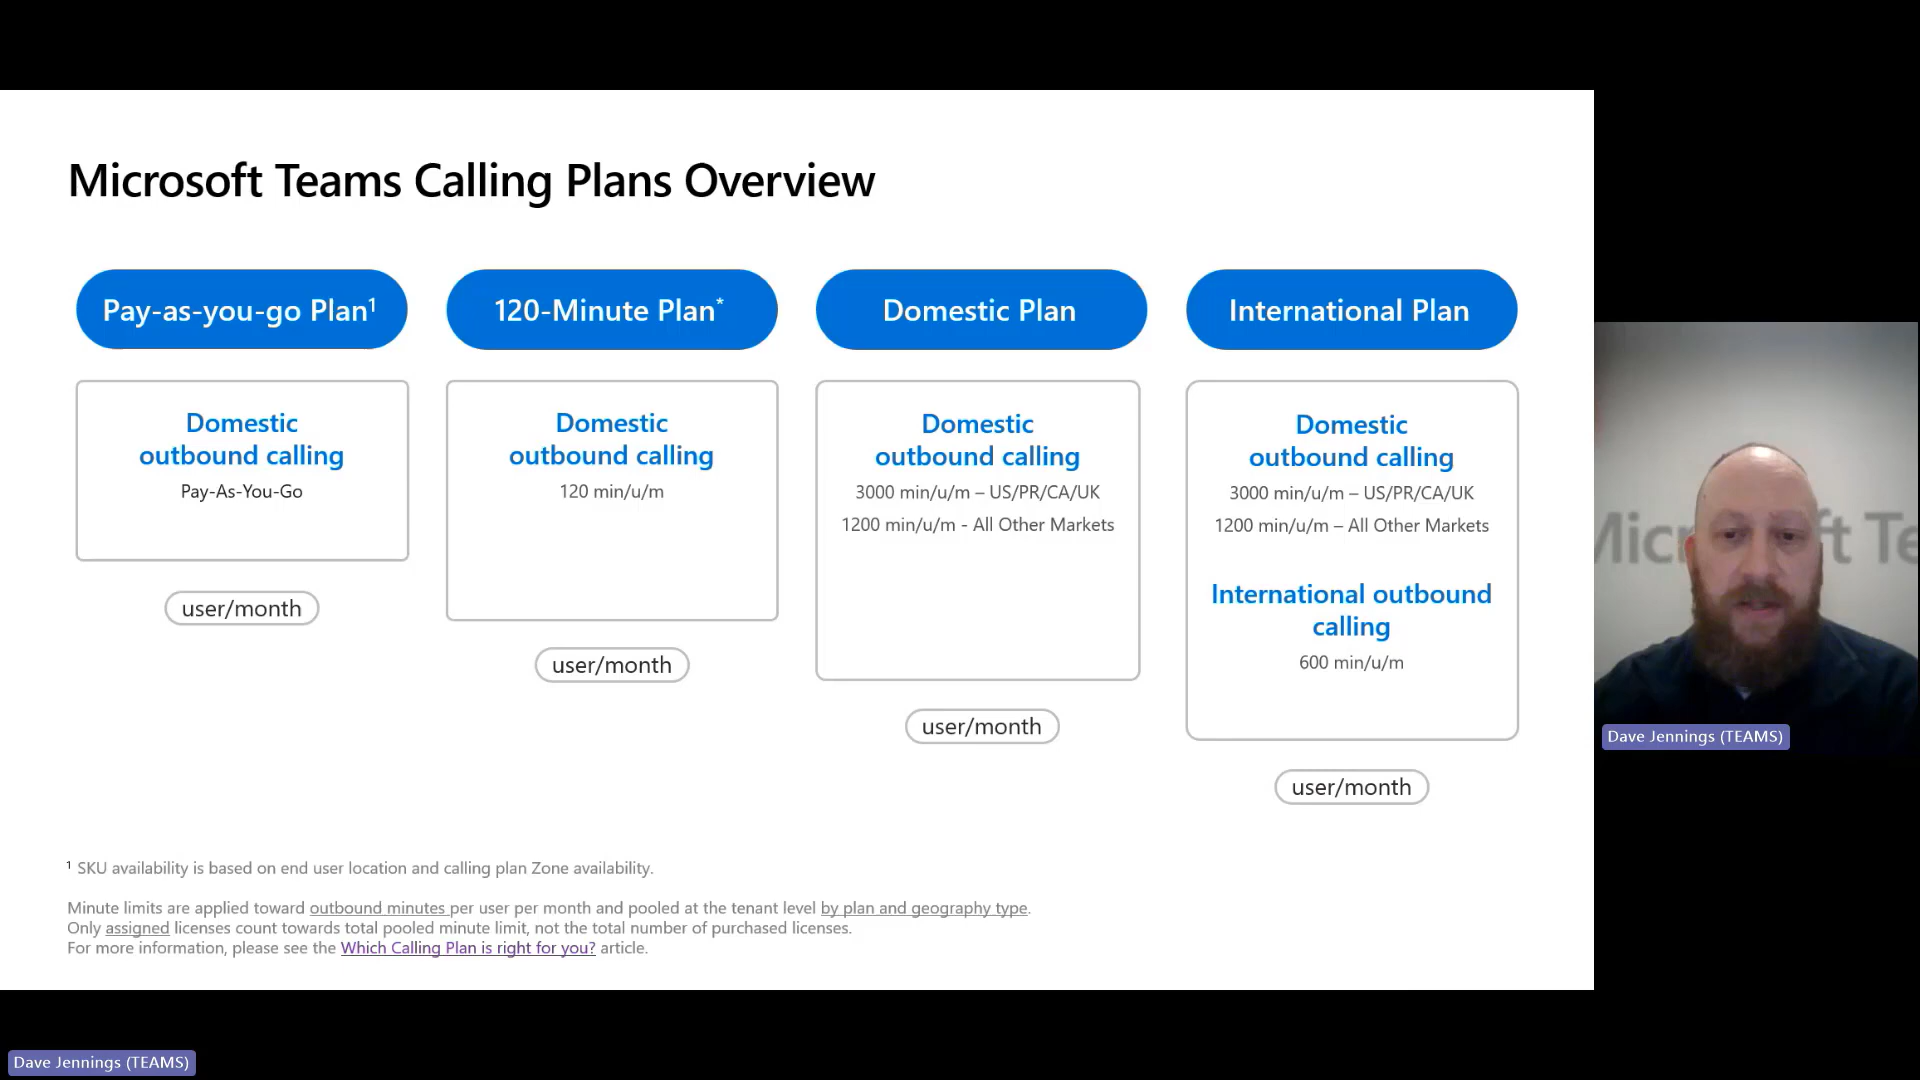 Microsoft Teams Calling Plans Overview
Pay-as-you-go Plan¹
Domestic
outbound calling
Pay-As-You-Go
user/month
120-Minute Plan*
Domestic
outbound calling
120 min/u/m
user/month
Domestic Plan
Domestic
outbound calling
3000 min/u/m – US/PR/CA/UK
1200 min/u/m - All Other Markets
user/month
International Plan
Domestic
outbound calling
3000 min/u/m – US/PR/CA/UK
1200 min/u/m – All Other Markets
International outbound
calling
600 min/u/m
user/month
¹ SKU availability is based on end user location and calling plan Zone availability.
Minute limits are applied toward outbound minutes per user per month and pooled at the tenant level by plan and geography type.
Only assigned licenses count towards total pooled minute limit, not the total number of purchased licenses.
For more information, please see the Which Calling Plan is right for you? article.
Dave Jennings (TEAMS)
Dave Jennings (TEAMS)